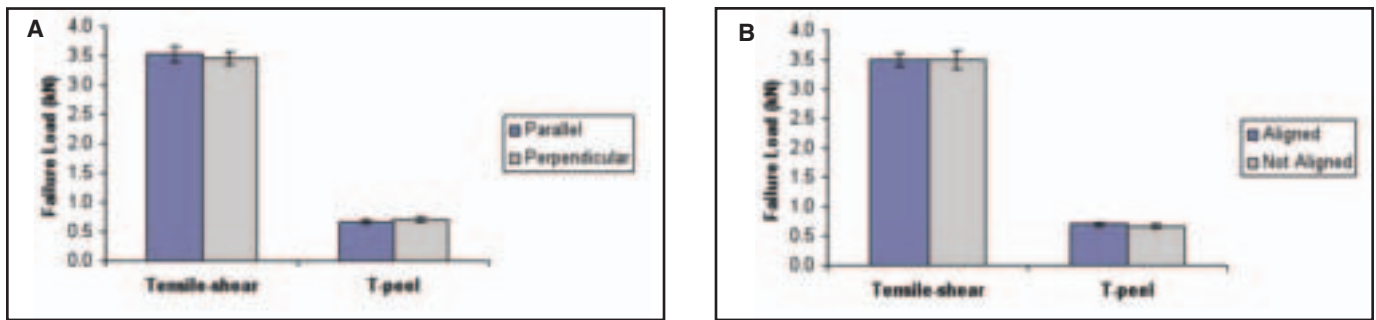 A
Failure Load (kN)
4.0
3.5
3.0
2.5
2.0
1.5
1.0
0.5
0.0
Tensile-shear
T-peel
Parallel
Perpendicular
B
Failure Load (kN)
4.0
3.5
3.0
2.5
2.0
1.5
1.0
0.5
0.0
Tensile-shear
T-peel
Aligned
Not Aligned